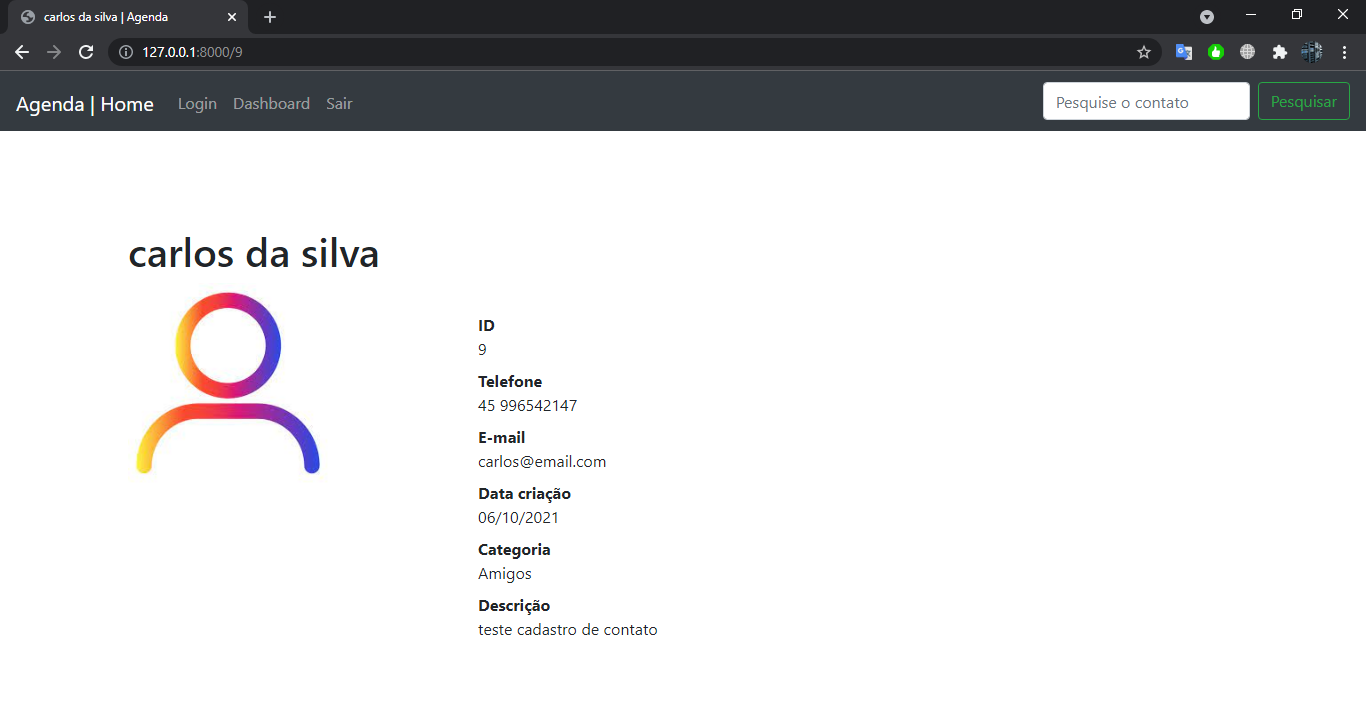 carlos da silva | Agenda
127.0.0.1:8000/9
Agenda | Home Login Dashboard Sair Pesquise o contato Pesquisar
carlos da silva
ID
9
Telefone
45 996542147
E-mail
carlos@email.com
Data criação
06/10/2021
Categoria
Amigos
Descrição
teste cadastro de contato